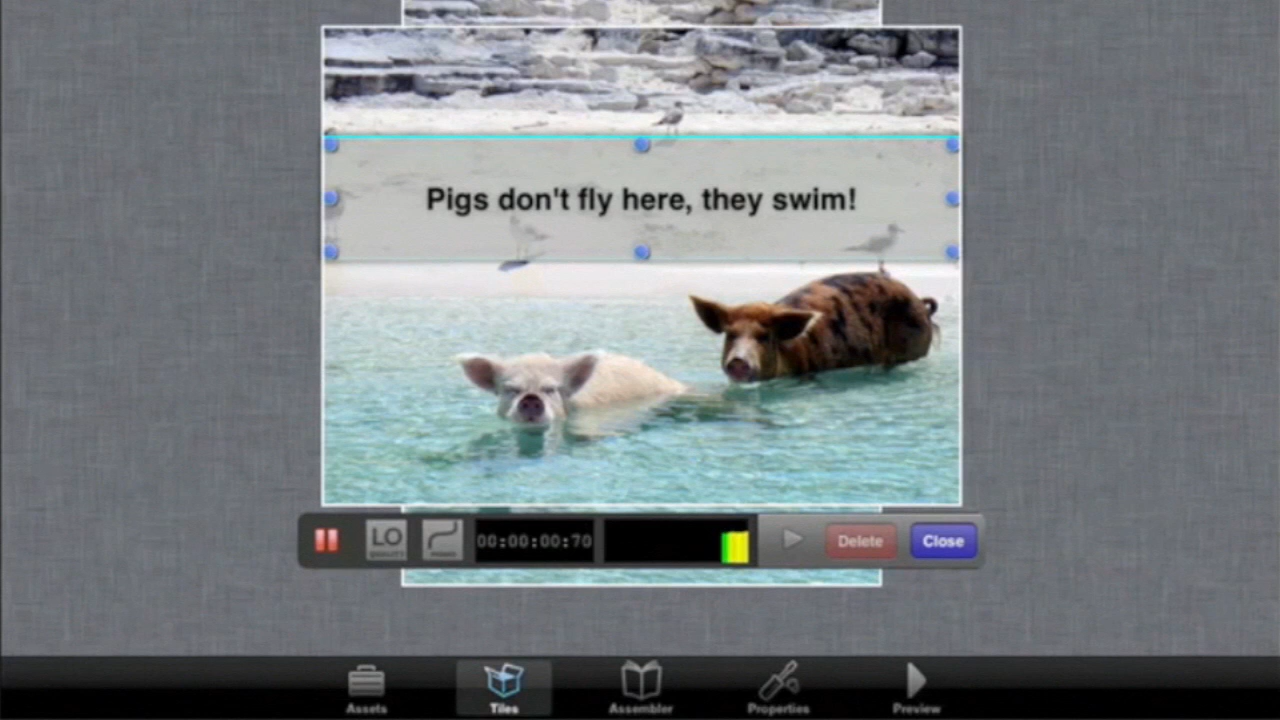 Pigs don't fly here, they swim!
LO
00:00:00:70
Delete
Close
Assets
Tiles
Assembler
Properties
Preview